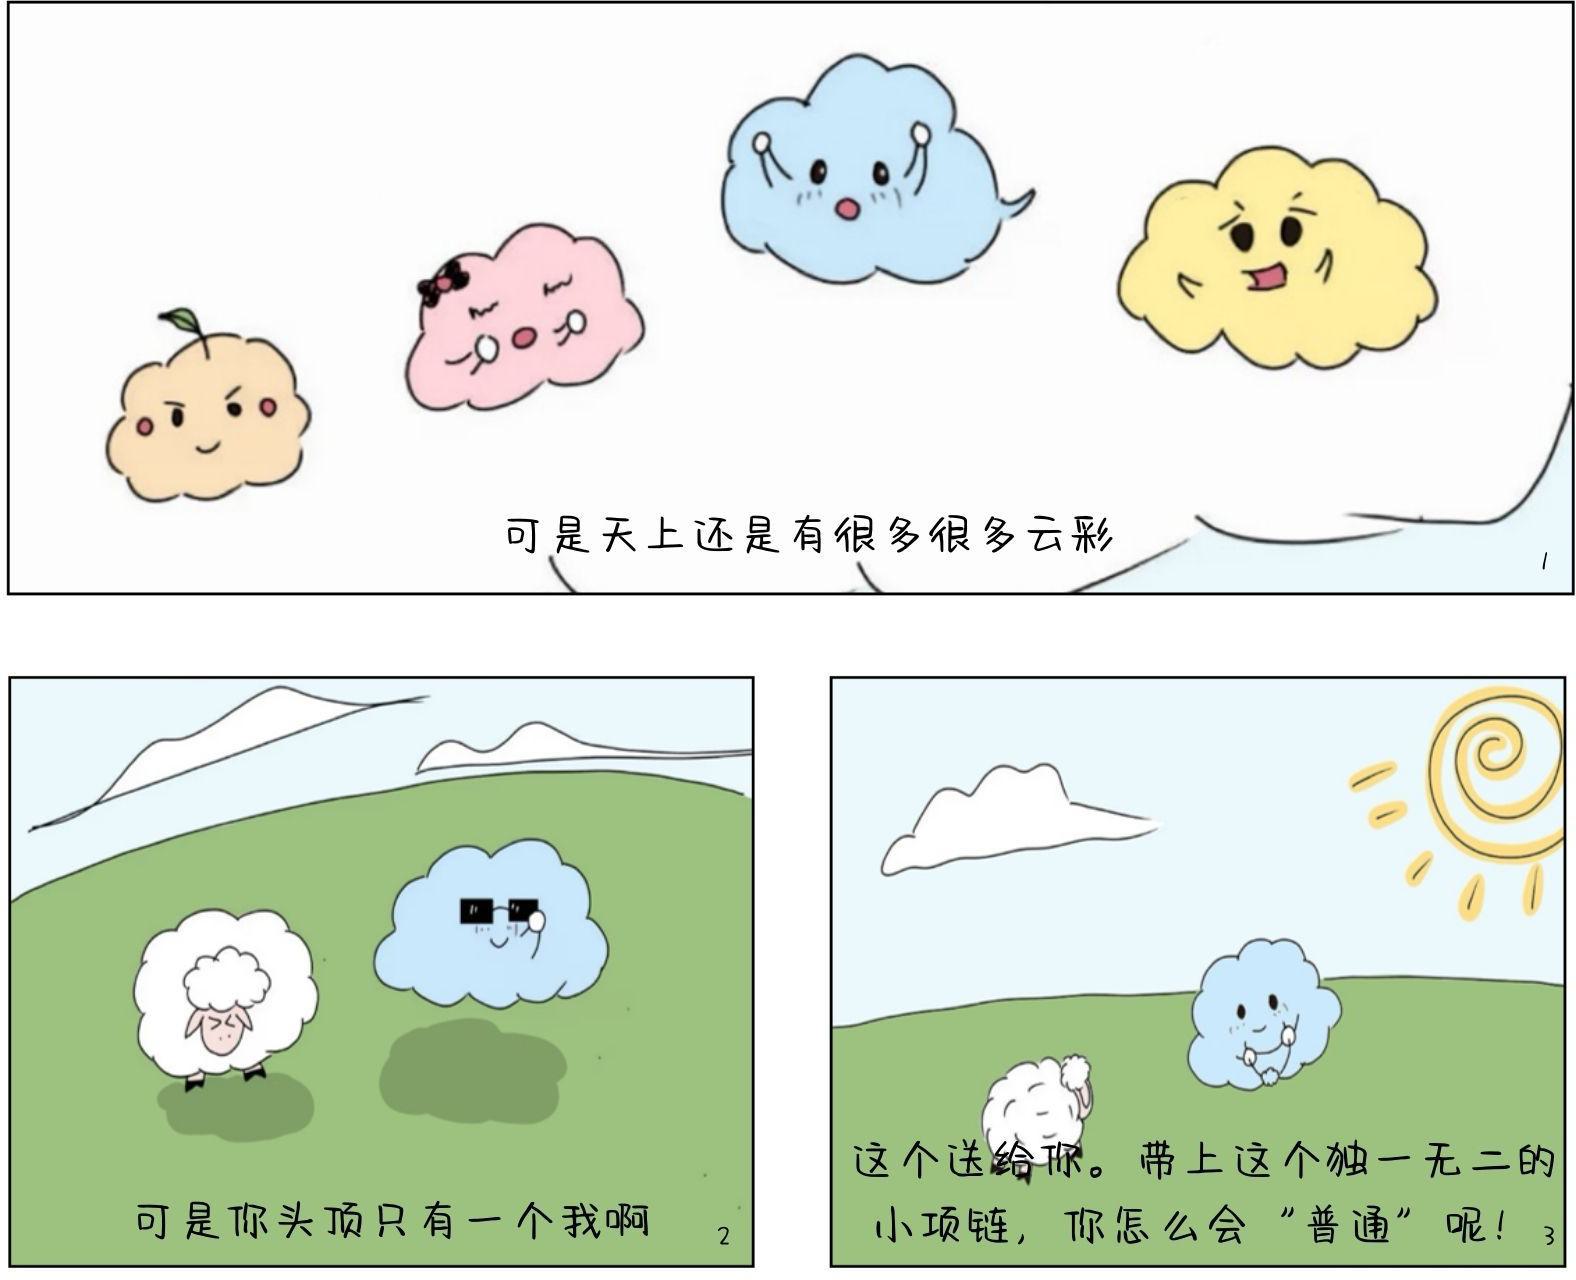 可是天上还是有很多很多云彩
1
可是你头顶只有一个我啊
2
这个送给你。带上这个独一无二的
小项链，你怎么会“普通”呢！
3